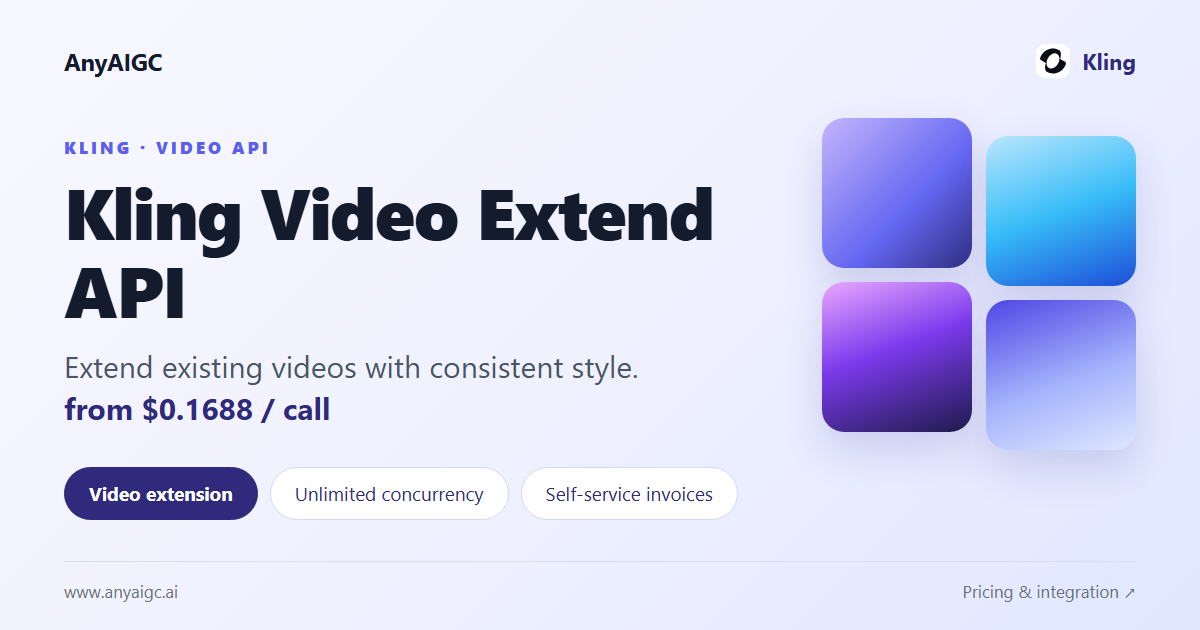 AnyAIGC
Kling
KLING · VIDEO API
Kling Video Extend
API
Extend existing videos with consistent style.
from $0.1688 / call
Video extension
Unlimited concurrency
Self-service invoices
www.anyaigc.ai
Pricing & integration ↗